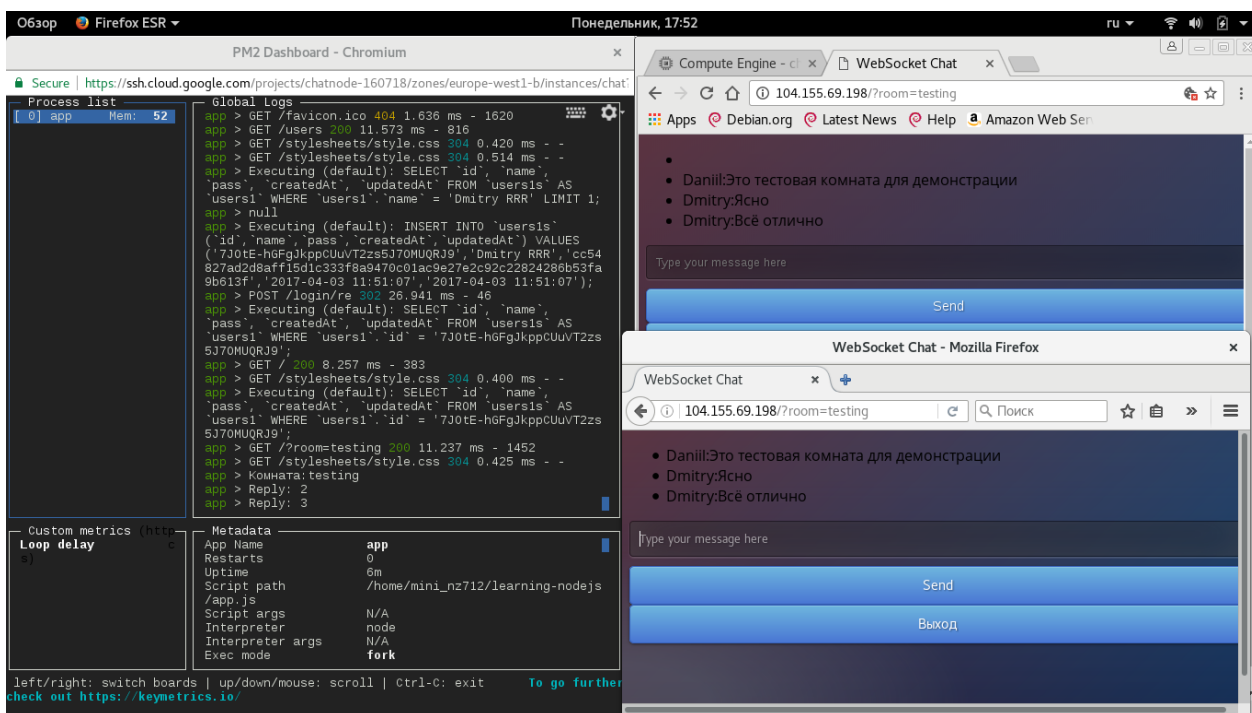 Обзор Firefox ESR Понедельник, 17:52 ru
PM2 Dashboard - Chromium
Secure https://ssh.cloud.google.com/projects/chatnode-160718/zones/europe-west1-b/instances/chat
Process list
[ 0] app Mem: 52
Global Logs
app > GET /favicon.ico 404 1.636 ms - 1620
app > GET /users 200 11.573 ms - 816
app > GET /stylesheets/style.css 304 0.420 ms - -
app > GET /stylesheets/style.css 304 0.514 ms - -
app > Executing (default): SELECT `id`, `name`,
`pass`, `createdAt`, `updatedAt` FROM `users1s` AS
`users1` WHERE `users1`.`name` = 'Dmitry RRR' LIMIT 1;
app > null
app > Executing (default): INSERT INTO `users1s`
(`id`,`name`,`pass`,`createdAt`,`updatedAt`) VALUES
('7J0tE-hGFgJkppCUuVT2zs5J7OMUQRJ9','Dmitry RRR','cc54
827ad2d8aff15d1c333f8a9470c01ac9e27e2c92c22824286b53fa
9b613f','2017-04-03 11:51:07','2017-04-03 11:51:07');
app > POST /login/re 302 26.941 ms - 46
app > Executing (default): SELECT `id`, `name`,
`pass`, `createdAt`, `updatedAt` FROM `users1s` AS
`users1` WHERE `users1`.`id` = '7J0tE-hGFgJkppCUuVT2zs
5J7OMUQRJ9';
app > GET / 200 8.257 ms - 383
app > GET /stylesheets/style.css 304 0.400 ms - -
app > Executing (default): SELECT `id`, `name`,
`pass`, `createdAt`, `updatedAt` FROM `users1s` AS
`users1` WHERE `users1`.`id` = '7J0tE-hGFgJkppCUuVT2zs
5J7OMUQRJ9';
app > GET /?room=testing 200 11.237 ms - 1452
app > GET /stylesheets/style.css 304 0.425 ms - -
app > Комната:testing
app > Reply: 2
app > Reply: 3
Custom metrics (http
Loop delay c
s)
Metadata
App Name app
Restarts 0
Uptime 6m
Script path /home/mini_nz712/learning-nodejs
/app.js
Script args N/A
Interpreter node
Interpreter args N/A
Exec mode fork
left/right: switch boards | up/down/mouse: scroll | Ctrl-C: exit To go further
check out https://keymetrics.io/
Compute Engine - WebSocket Chat
104.155.69.198/?room=testing
Apps Debian.org Latest News Help Amazon Web Ser
Daniil:Это тестовая комната для демонстрации
Dmitry:Ясно
Dmitry:Всё отлично
Type your message here
Send
WebSocket Chat - Mozilla Firefox
WebSocket Chat
104.155.69.198/?room=testing Поиск
Daniil:Это тестовая комната для демонстрации
Dmitry:Ясно
Dmitry:Всё отлично
Type your message here
Send
Выход